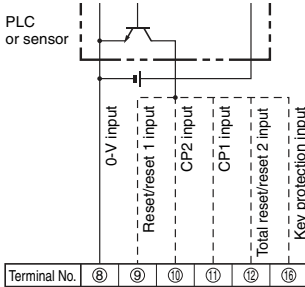 PLC
or sensor
0-V input
Reset/reset 1 input
CP2 input
CP1 input
Total reset/reset 2 input
Key protection input
Terminal No. ⑧ ⑨ ⑩ ⑪ ⑫ ⑯